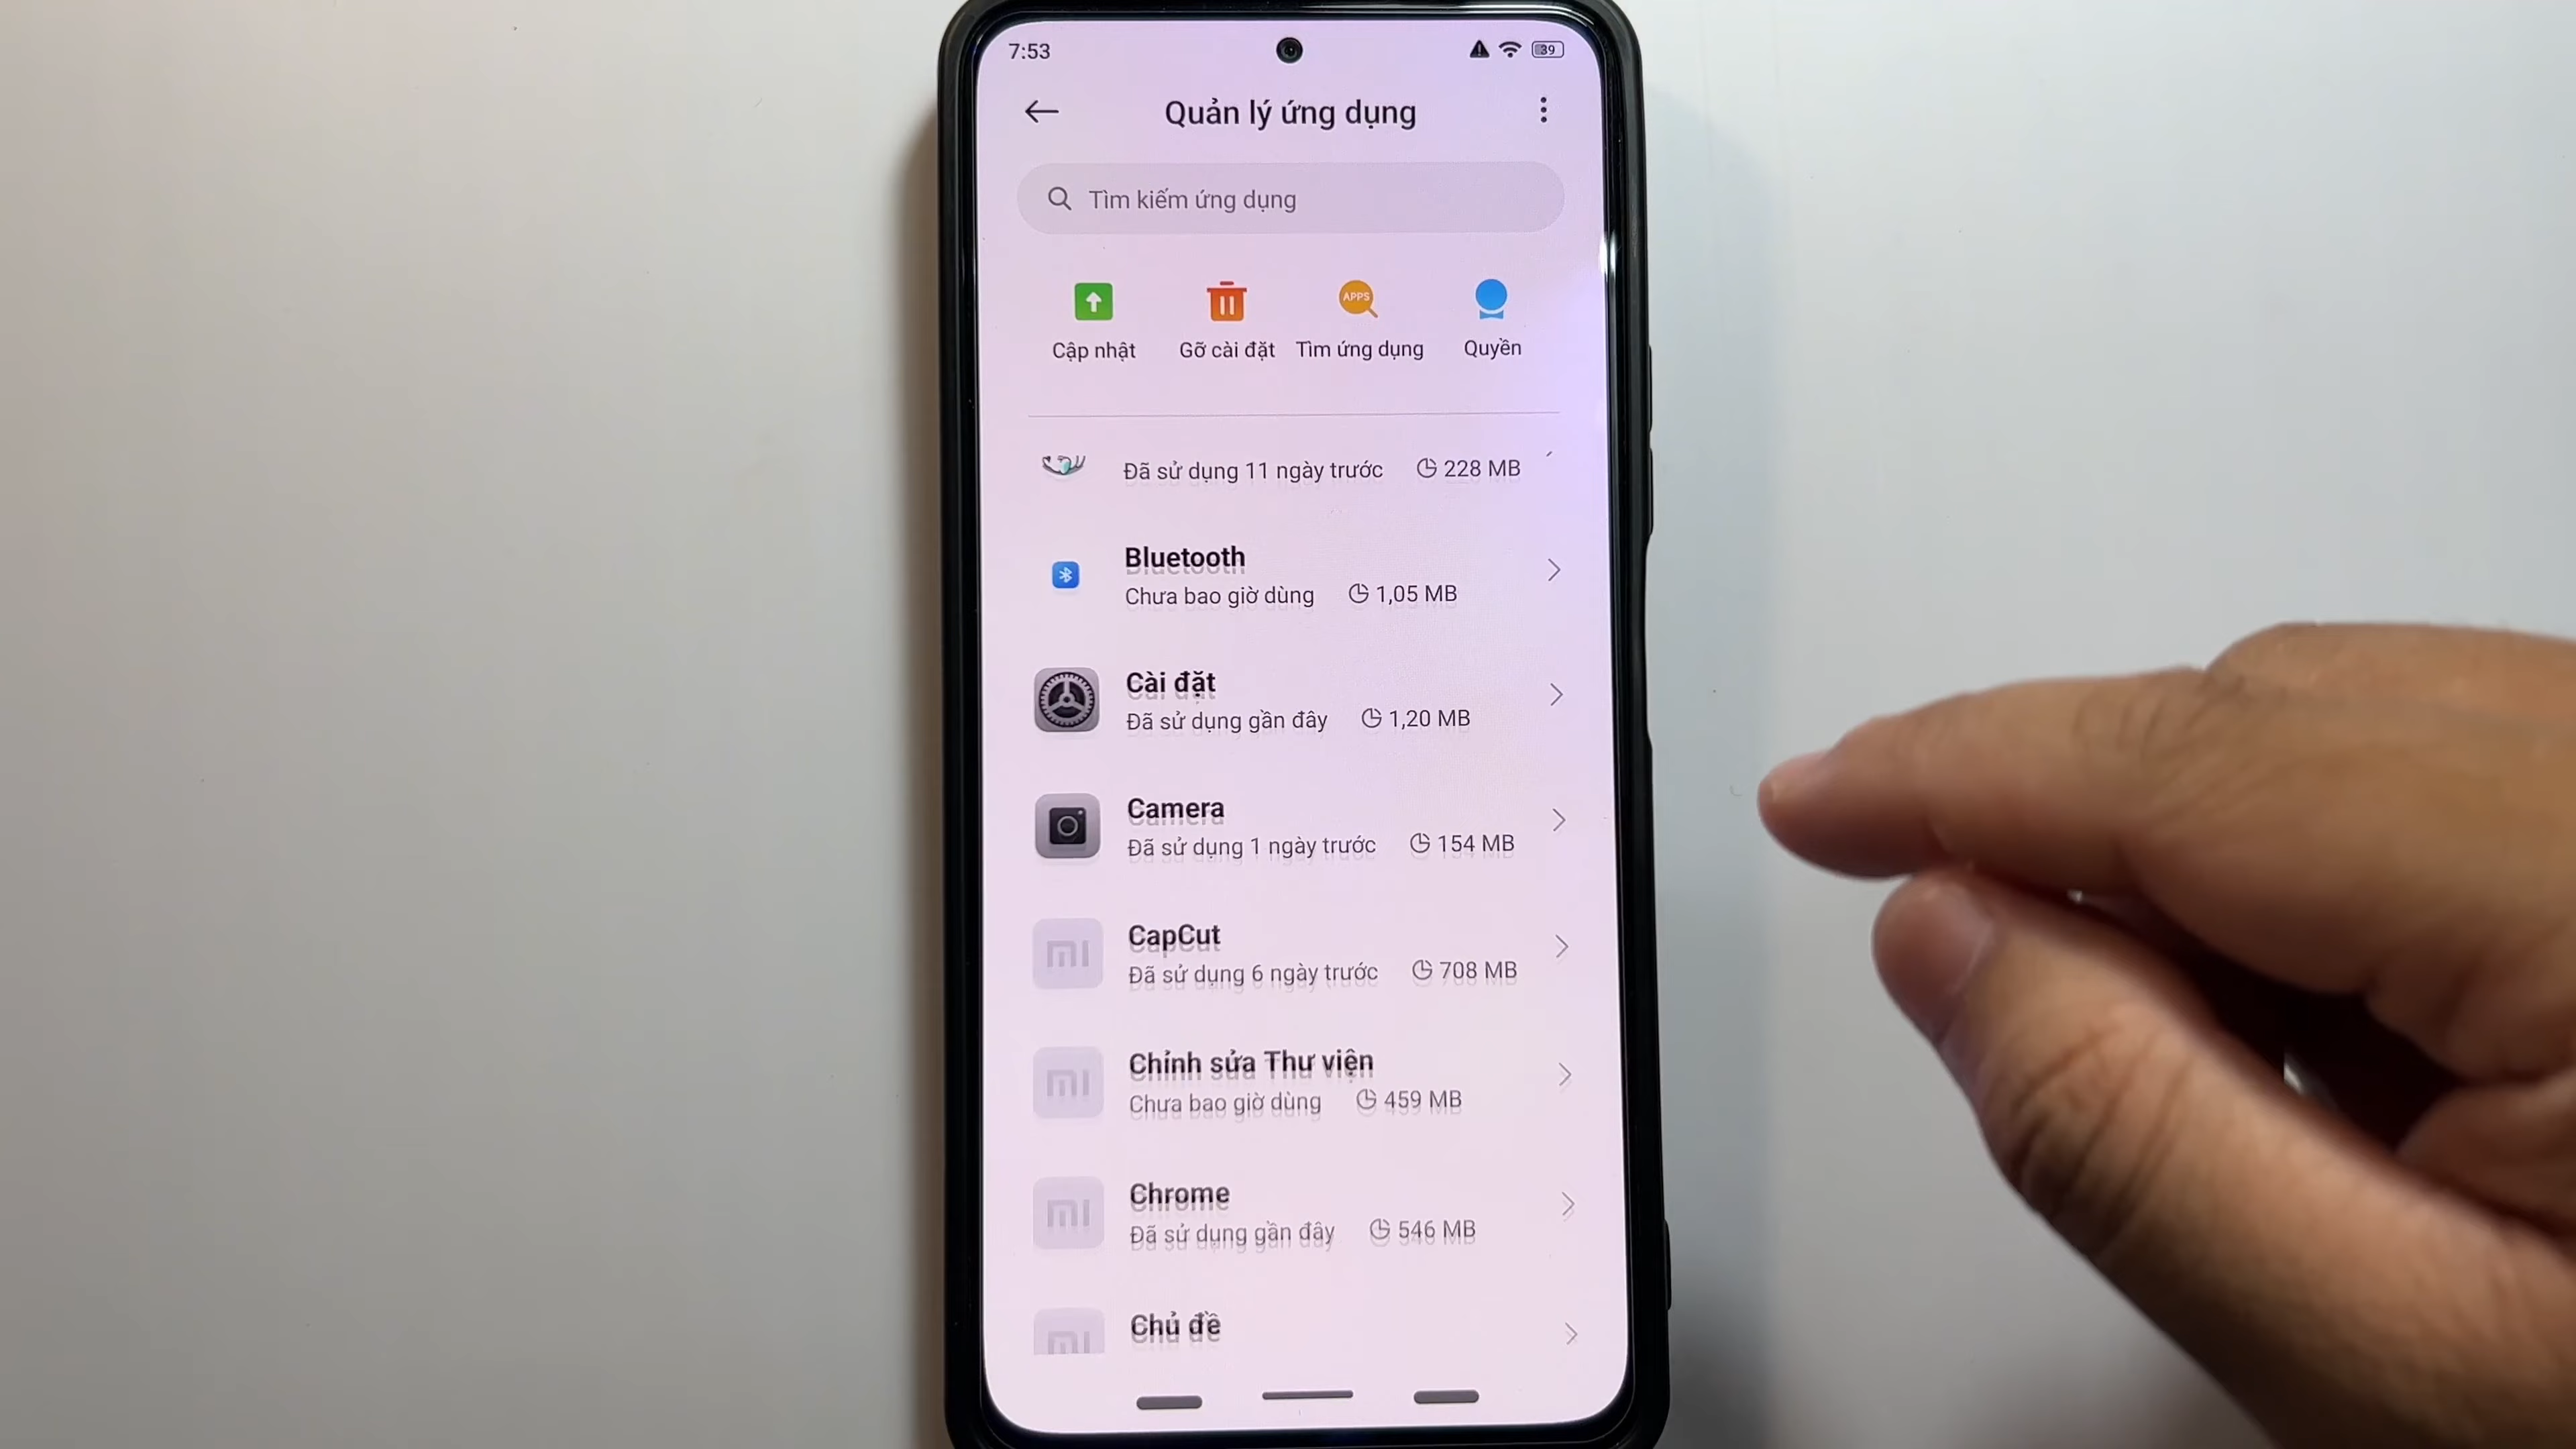 7:53
39
Quản lý ứng dụng
Tìm kiếm ứng dụng
APPS
Cập nhật
Gỡ cài đặt
Tìm ứng dụng
Quyền
Đã sử dụng 11 ngày trước 228 MB
Bluetooth
Chưa bao giờ dùng 1,05 MB
Cài đặt
Đã sử dụng gần đây 1,20 MB
Camera
Đã sử dụng 1 ngày trước 154 MB
CapCut
Đã sử dụng 6 ngày trước 708 MB
Chỉnh sửa Thư viện
Chưa bao giờ dùng 459 MB
Chrome
Đã sử dụng gần đây 546 MB
Chủ đề